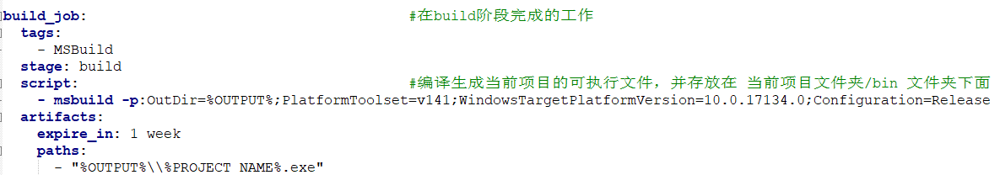 build_job: #在build阶段完成的工作
tags:
- MSBuild
stage: build
script: #编译生成当前项目的可执行文件，并存放在 当前项目文件夹/bin 文件夹下面
- msbuild -p:OutDir=%OUTPUT%;PlatformToolset=v141;WindowsTargetPlatformVersion=10.0.17134.0;Configuration=Release
artifacts:
expire_in: 1 week
paths:
- "%OUTPUT%\\%PROJECT_NAME%.exe"